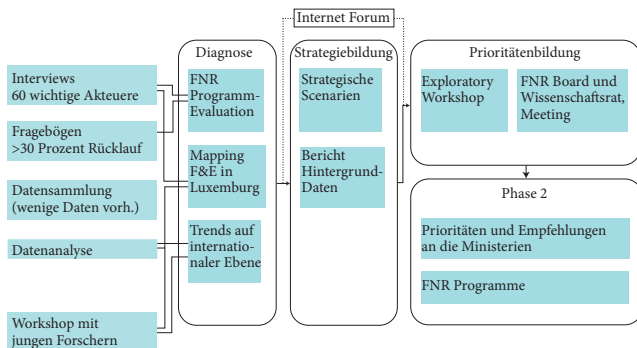 Internet Forum
Interviews
60 wichtige Akteuere
Fragebögen
>30 Prozent Rücklauf
Datensammlung
(wenige Daten vorh.)
Datenanalyse
Workshop mit
jungen Forschern
Diagnose
FNR
Programm-
Evaluation
Mapping
F&E in
Luxemburg
Trends auf
internatio-
naler Ebene
Strategiebildung
Strategische
Scenarien
Bericht
Hintergrund-
Daten
Prioritätenbildung
Exploratory
Workshop
FNR Board und
Wissenschaftsrat,
Meeting
Phase 2
Prioritäten und Empfehlungen
an die Ministerien
FNR Programme